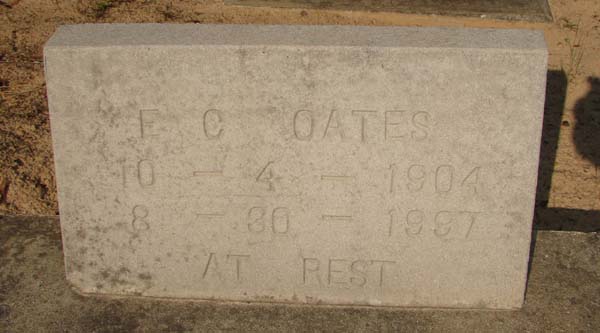 F C OATES
10 - 4 - 1904
8 - 30 - 1997
AT REST